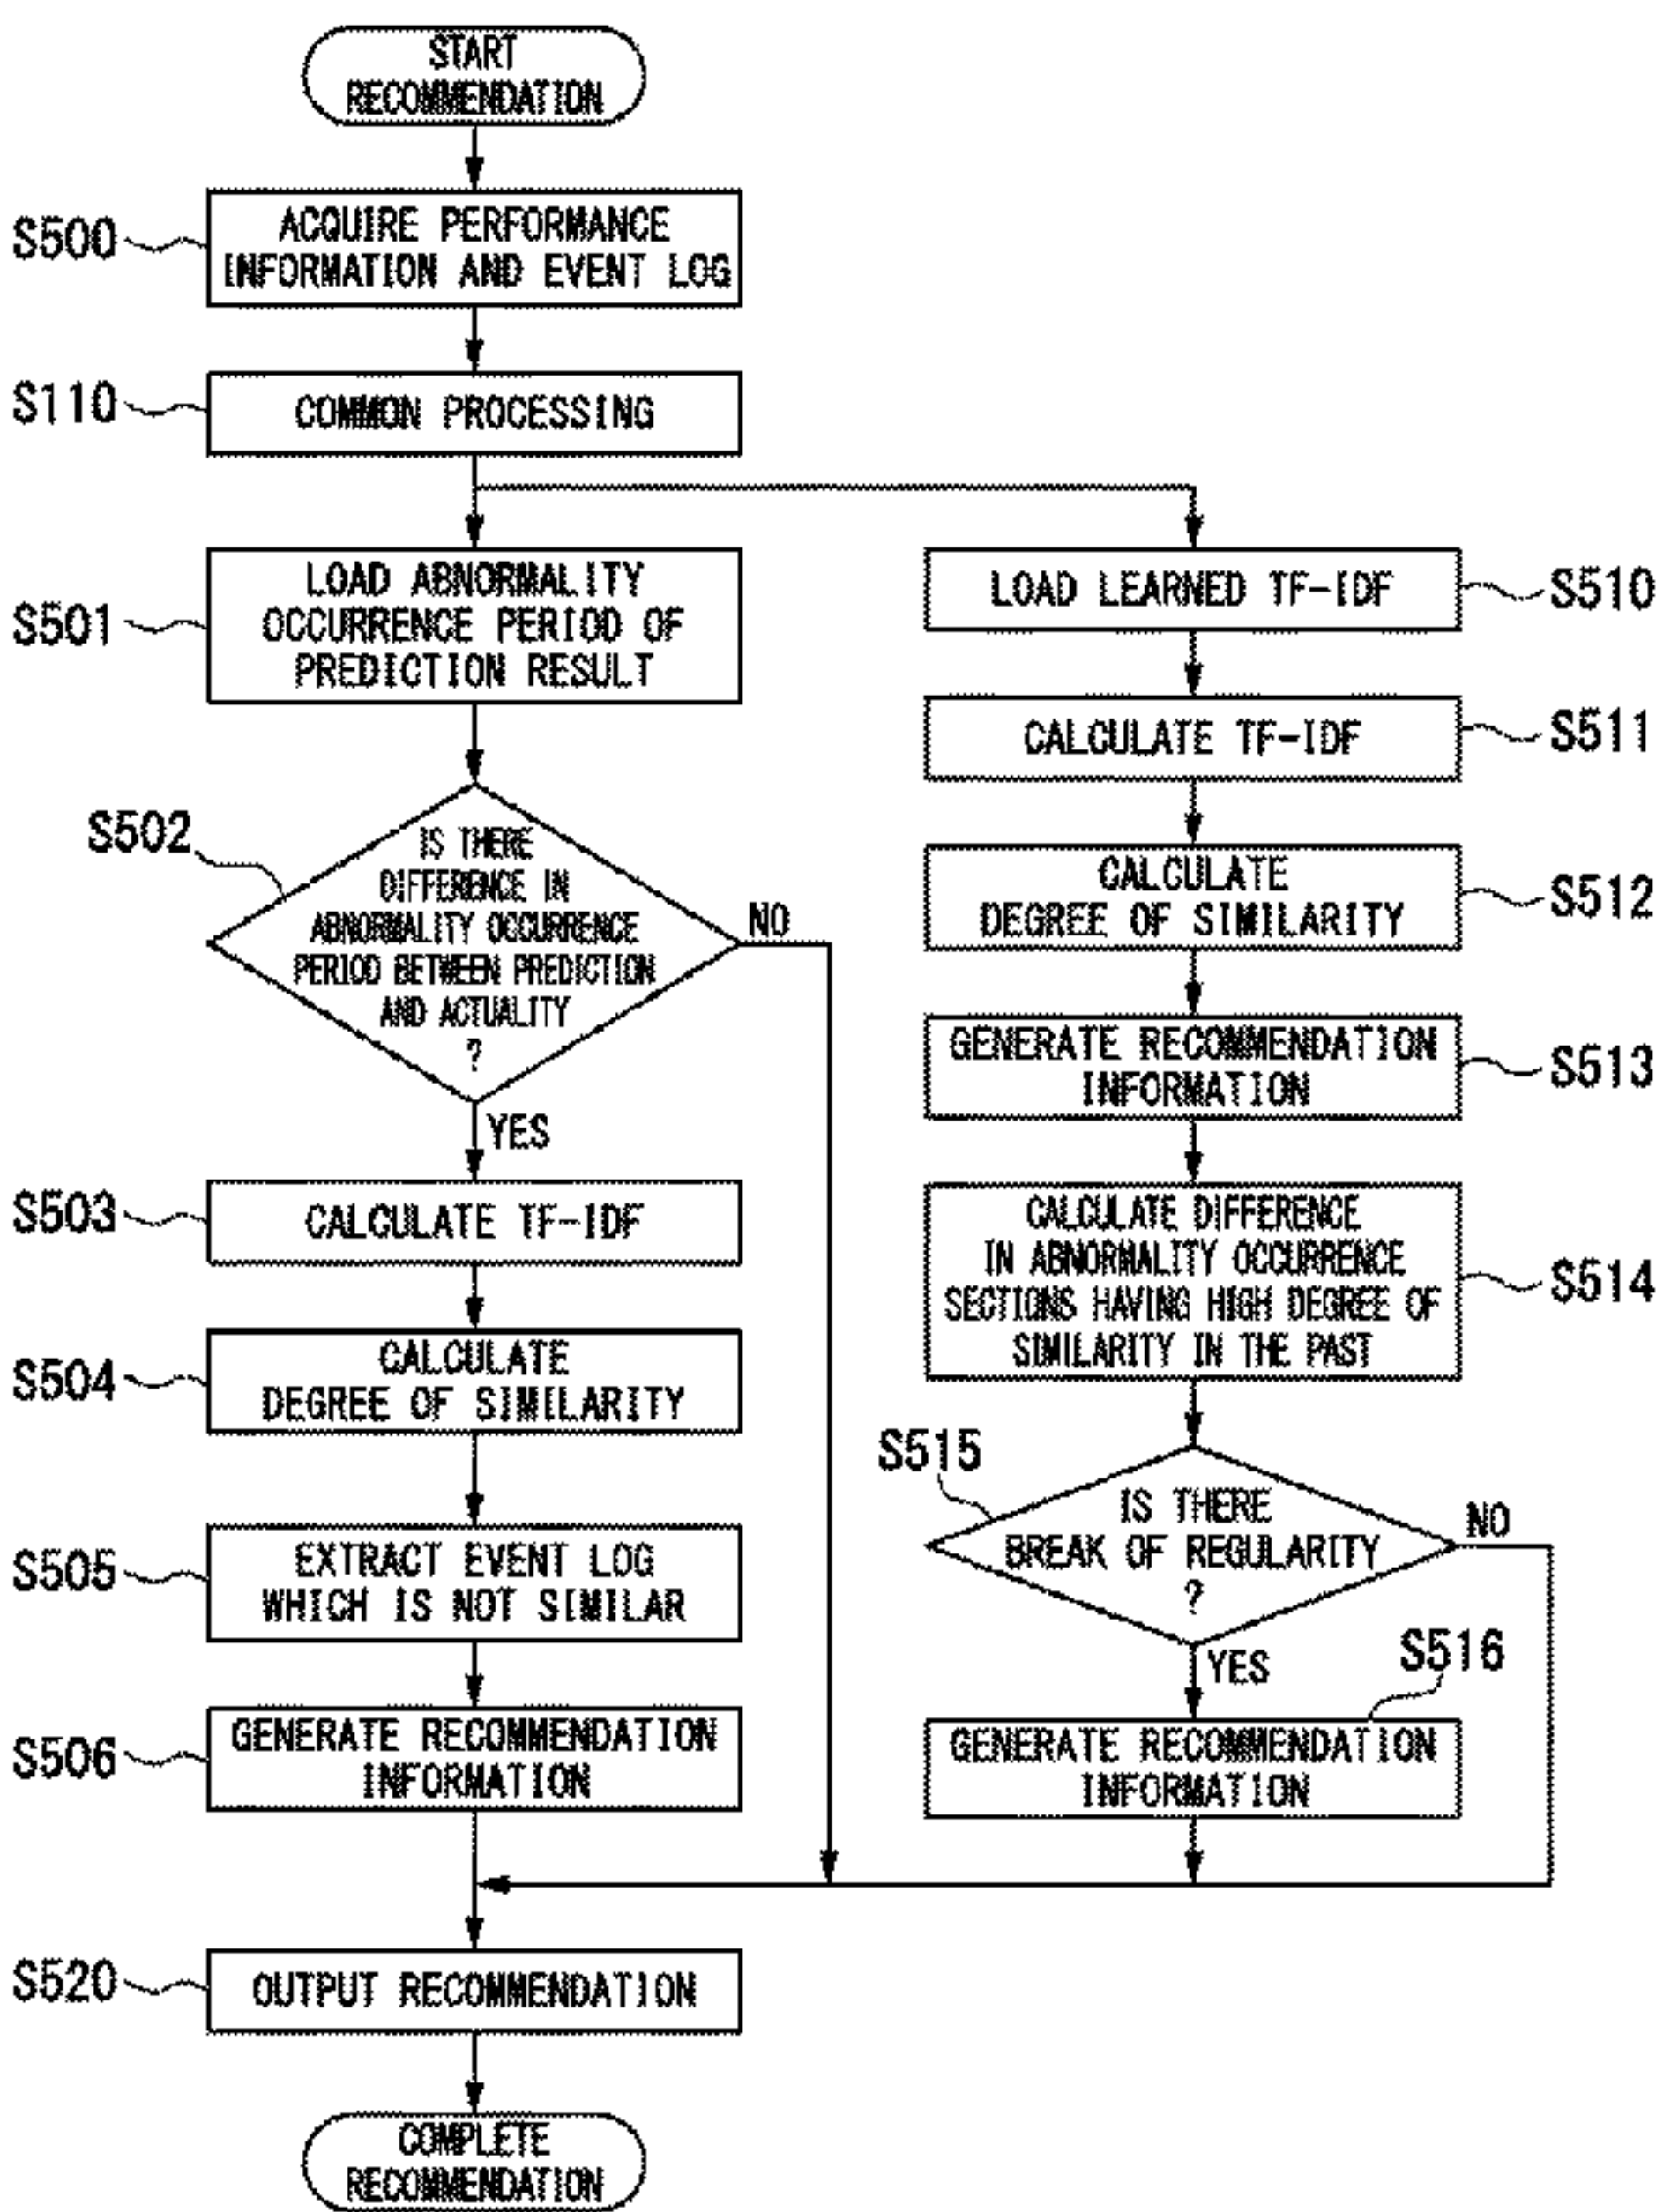 START
RECOMMENDATION
S500
ACQUIRE PERFORMANCE
INFORMATION AND EVENT LOG
S110
COMMON PROCESSING
S501
LOAD ABNORMALITY
OCCURRENCE PERIOD OF
PREDICTION RESULT
S502
IS THERE
DIFFERENCE IN
ABNORMALITY OCCURRENCE
PERIOD BETWEEN PREDICTION
AND ACTUALITY
?
NO
YES
S503
CALCULATE TF-IDF
S504
CALCULATE
DEGREE OF SIMILARITY
S505
EXTRACT EVENT LOG
WHICH IS NOT SIMILAR
S506
GENERATE RECOMMENDATION
INFORMATION
LOAD LEARNED TF-IDF
S510
CALCULATE TF-IDF
S511
CALCULATE
DEGREE OF SIMILARITY
S512
GENERATE RECOMMENDATION
INFORMATION
S513
CALCULATE DIFFERENCE
IN ABNORMALITY OCCURRENCE
SECTIONS HAVING HIGH DEGREE OF
SIMILARITY IN THE PAST
S514
S515
IS THERE
BREAK OF REGULARITY
?
NO
YES
S516
GENERATE RECOMMENDATION
INFORMATION
S520
OUTPUT RECOMMENDATION
COMPLETE
RECOMMENDATION